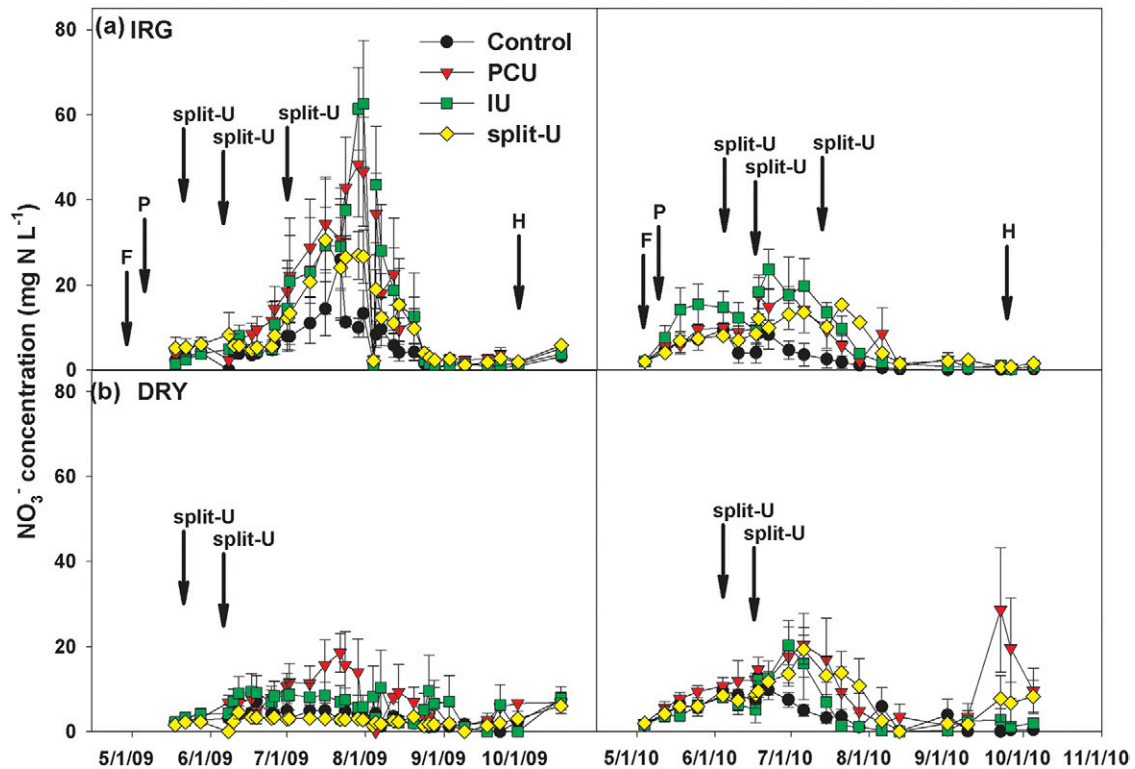 80
(a) IRG
Control
PCU
IU
split-U
60
split-U
split-U
split-U
split-U
split-U
split-U
40
P
F
H
P
F
H
20
0
(b) DRY
80
60
split-U
split-U
split-U
split-U
40
20
0
NO₃⁻ concentration (mg N L⁻¹)
5/1/09 6/1/09 7/1/09 8/1/09 9/1/09 10/1/09 5/1/10 6/1/10 7/1/10 8/1/10 9/1/10 10/1/10 11/1/10